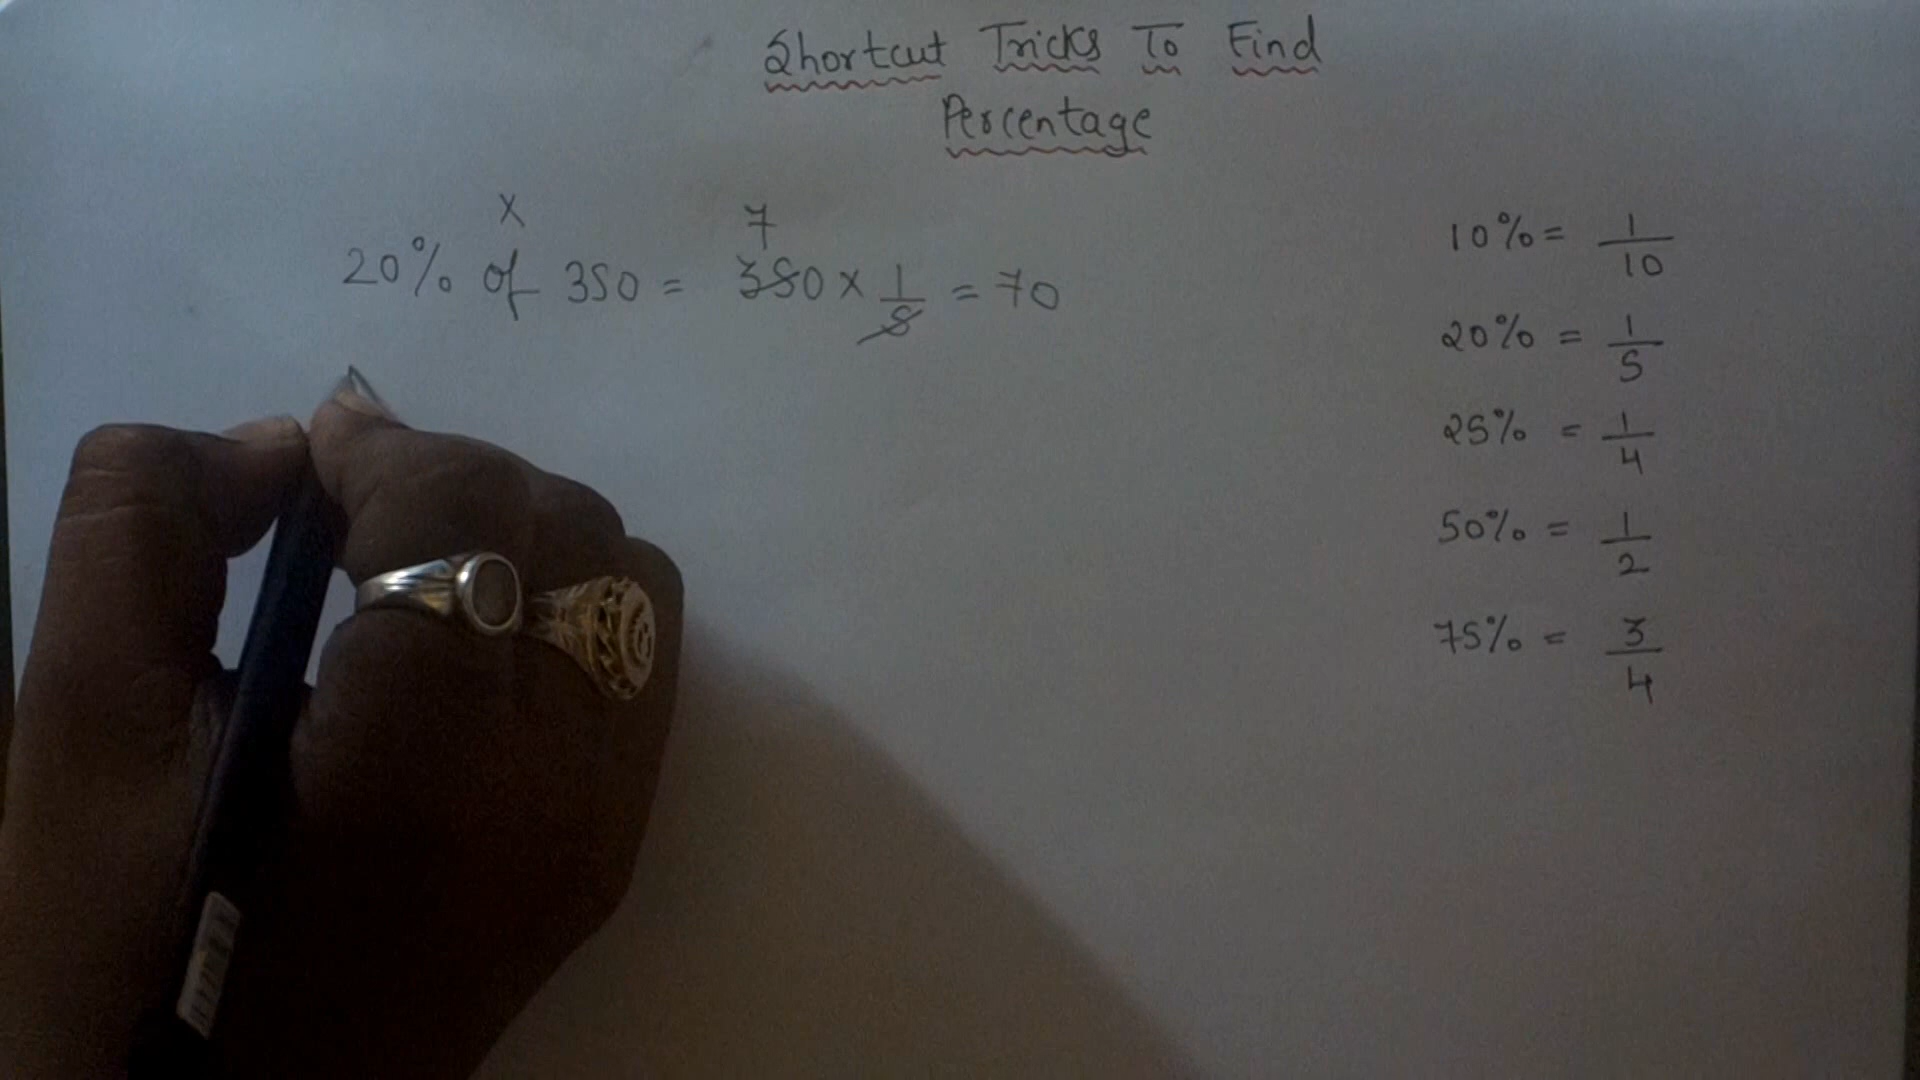 Shortcut Tricks To Find
Percentage
x 7
20% of 350 = 350 x 1/5 = 70
10% = 1/10
20% = 1/5
25% = 1/4
50% = 1/2
75% = 3/4